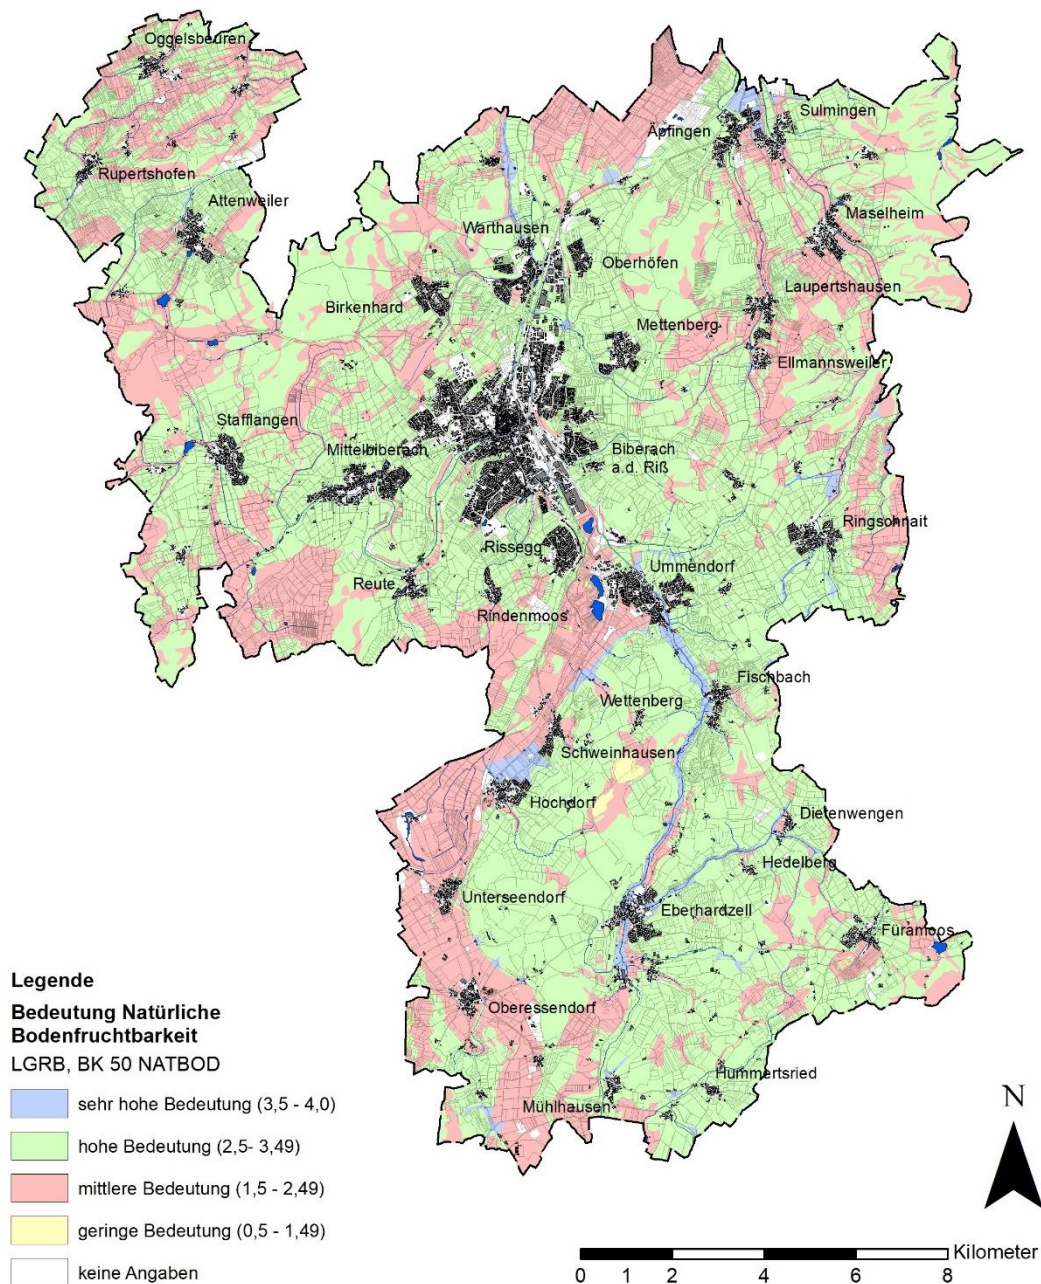 Oggelsbeuren
Sulmingen
Äpfingen
Rupertshofen
Attenweiler
Maselheim
Warthausen
Oberhöfen
Laupertshausen
Birkenhard
Mettenberg
Ellmannsweiler
Stafflangen
Mittelbiberach
Biberach
a.d. Riß
Ringschnait
Rissegg
Ummendorf
Reute
Rindenmoos
Fischbach
Wettenberg
Schweinhausen
Hochdorf
Dietenwengen
Hedelberg
Unterseendorf
Eberhardzell
Füramoos
Oberessendorf
Hummertsried
Mühlhausen
Legende
Bedeutung Natürliche
Bodenfruchtbarkeit
LGRB, BK 50 NATBOD
sehr hohe Bedeutung (3,5 - 4,0)
hohe Bedeutung (2,5- 3,49)
mittlere Bedeutung (1,5 - 2,49)
geringe Bedeutung (0,5 - 1,49)
keine Angaben
N
Kilometer
0 1 2 4 6 8